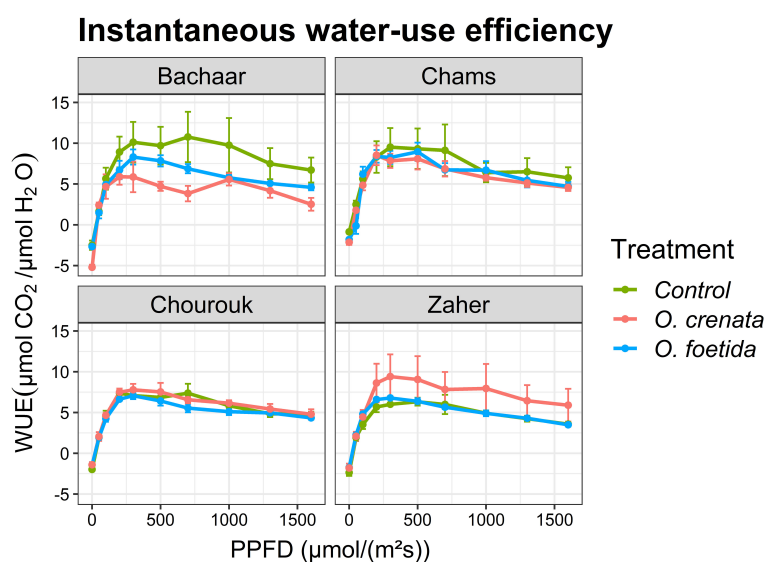 Instantaneous water-use efficiency
Bachaar
Chams
15
10
5
0
-5
Chourouk
Zaher
15
10
5
0
-5
0 500 1000 1500
0 500 1000 1500
PPFD (µmol/(m²s))
WUE(µmol CO₂ /µmol H₂ O)
Treatment
Control
O. crenata
O. foetida